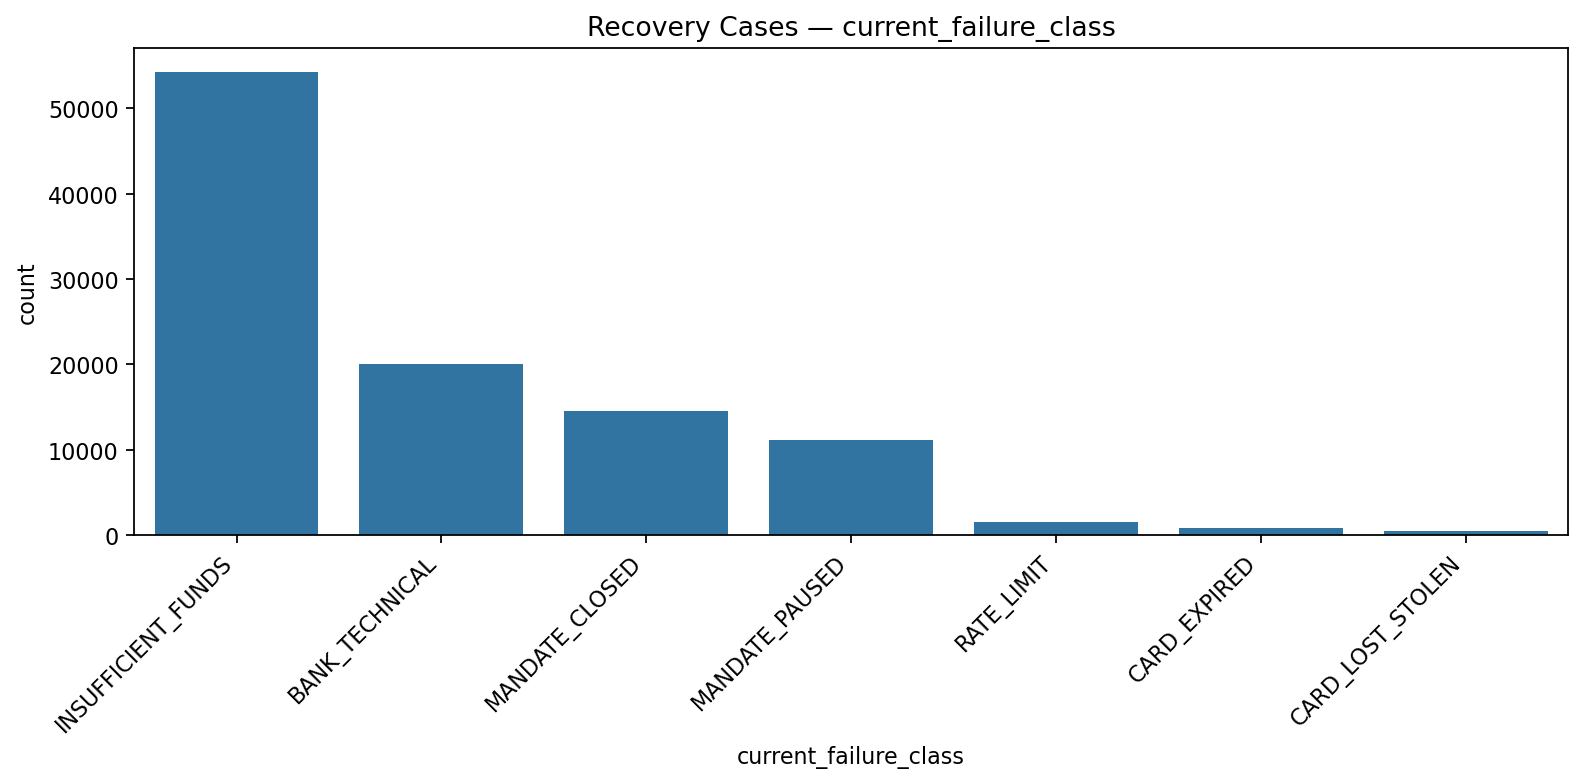 Recovery Cases — current_failure_class
count
50000
40000
30000
20000
10000
0
INSUFFICIENT_FUNDS
BANK_TECHNICAL
MANDATE_CLOSED
MANDATE_PAUSED
RATE_LIMIT
CARD_EXPIRED
CARD_LOST_STOLEN
current_failure_class